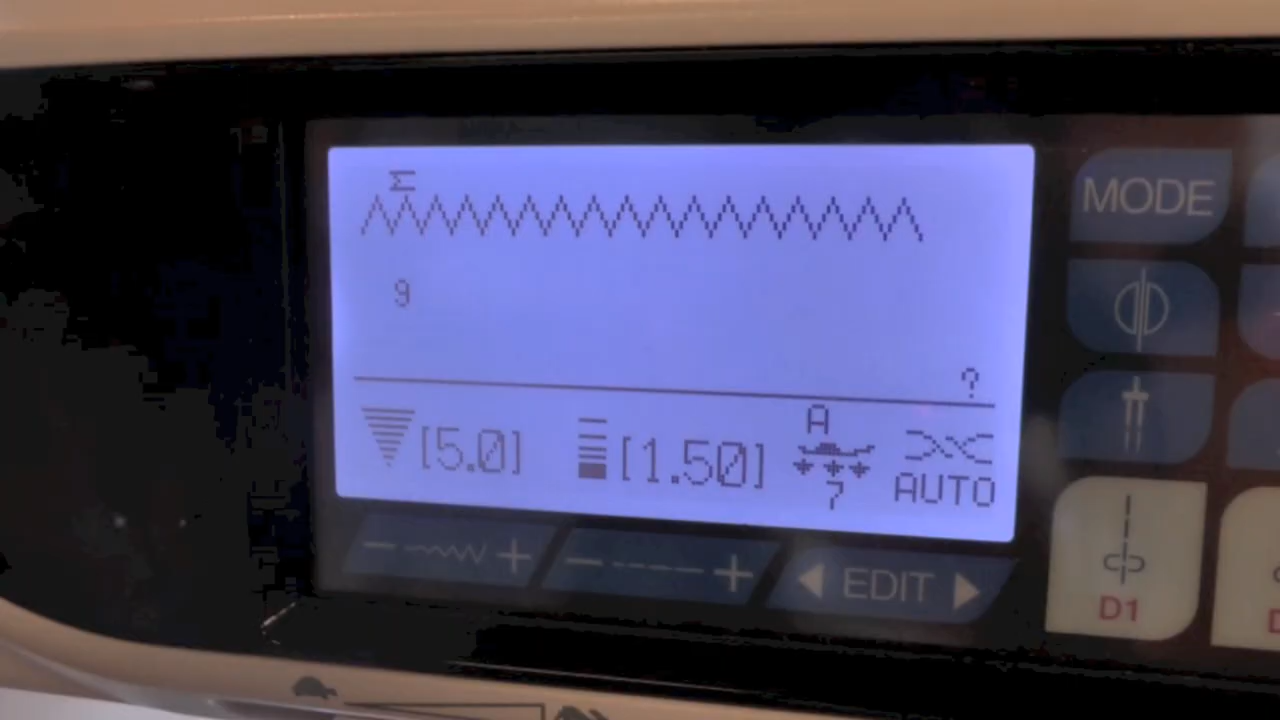 MODE
9
?
[5.0] [1.50] A 7 AUTO
− + − + EDIT
D1